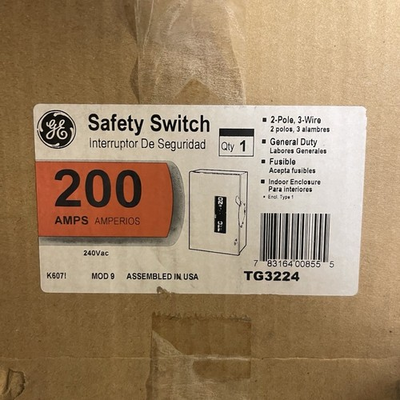 GE
Safety Switch
Interruptor De Seguridad
Qty 1
200
AMPS AMPERIOS
240Vac
K607I MOD 9 ASSEMBLED IN USA
▪ 2-Pole, 3-Wire
2 polos, 3 alambres
▪ General Duty
Labores Generales
▪ Fusible
Acepta fusibles
▪ Indoor Enclosure
Para interiores
• Encl. Type 1
7 83164 00855 5
TG3224